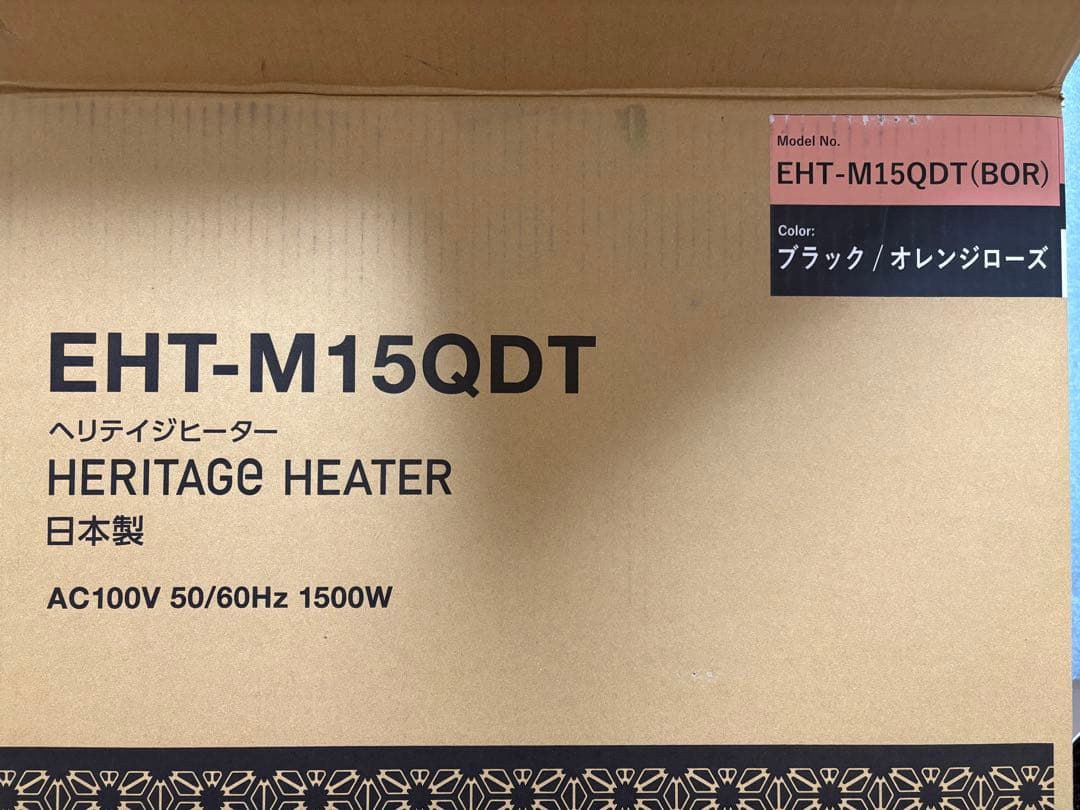 Model No.
EHT-M15QDT(BOR)
Color:
ブラック / オレンジローズ
EHT-M15QDT
ヘリテイジヒーター
HERITAGe HEATER
日本製
AC100V 50/60Hz 1500W